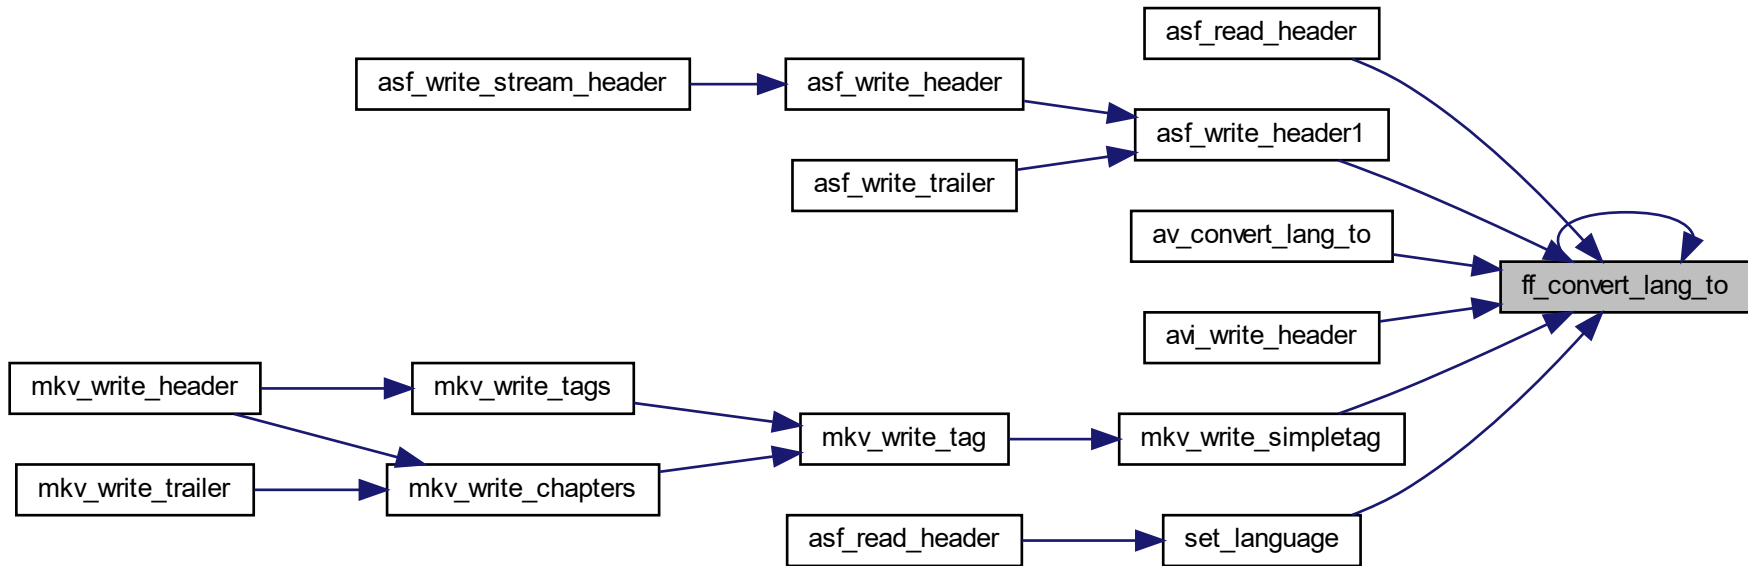 asf_read_header
asf_write_stream_header
asf_write_header
asf_write_header1
asf_write_trailer
av_convert_lang_to
ff_convert_lang_to
avi_write_header
mkv_write_header
mkv_write_tags
mkv_write_tag
mkv_write_simpletag
mkv_write_trailer
mkv_write_chapters
asf_read_header
set_language